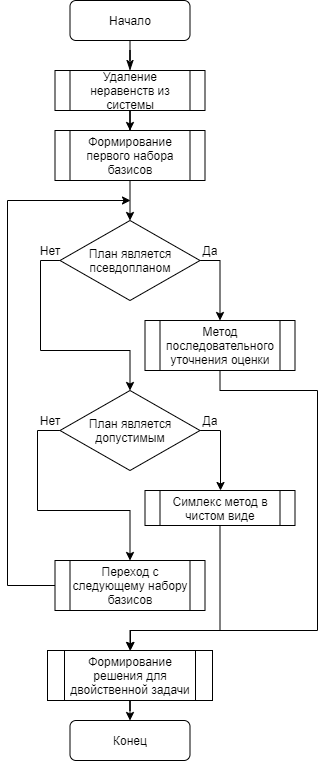 Начало
Удаление
неравенств из
системы
Формирование
первого набора
базисов
План является
псевдопланом
Нет
Да
Метод
последовательного
уточнения оценки
План является
допустимым
Нет
Да
Симлекс метод в
чистом виде
Переход с
следующему набору
базисов
Формирование
решения для
двойственной задачи
Конец